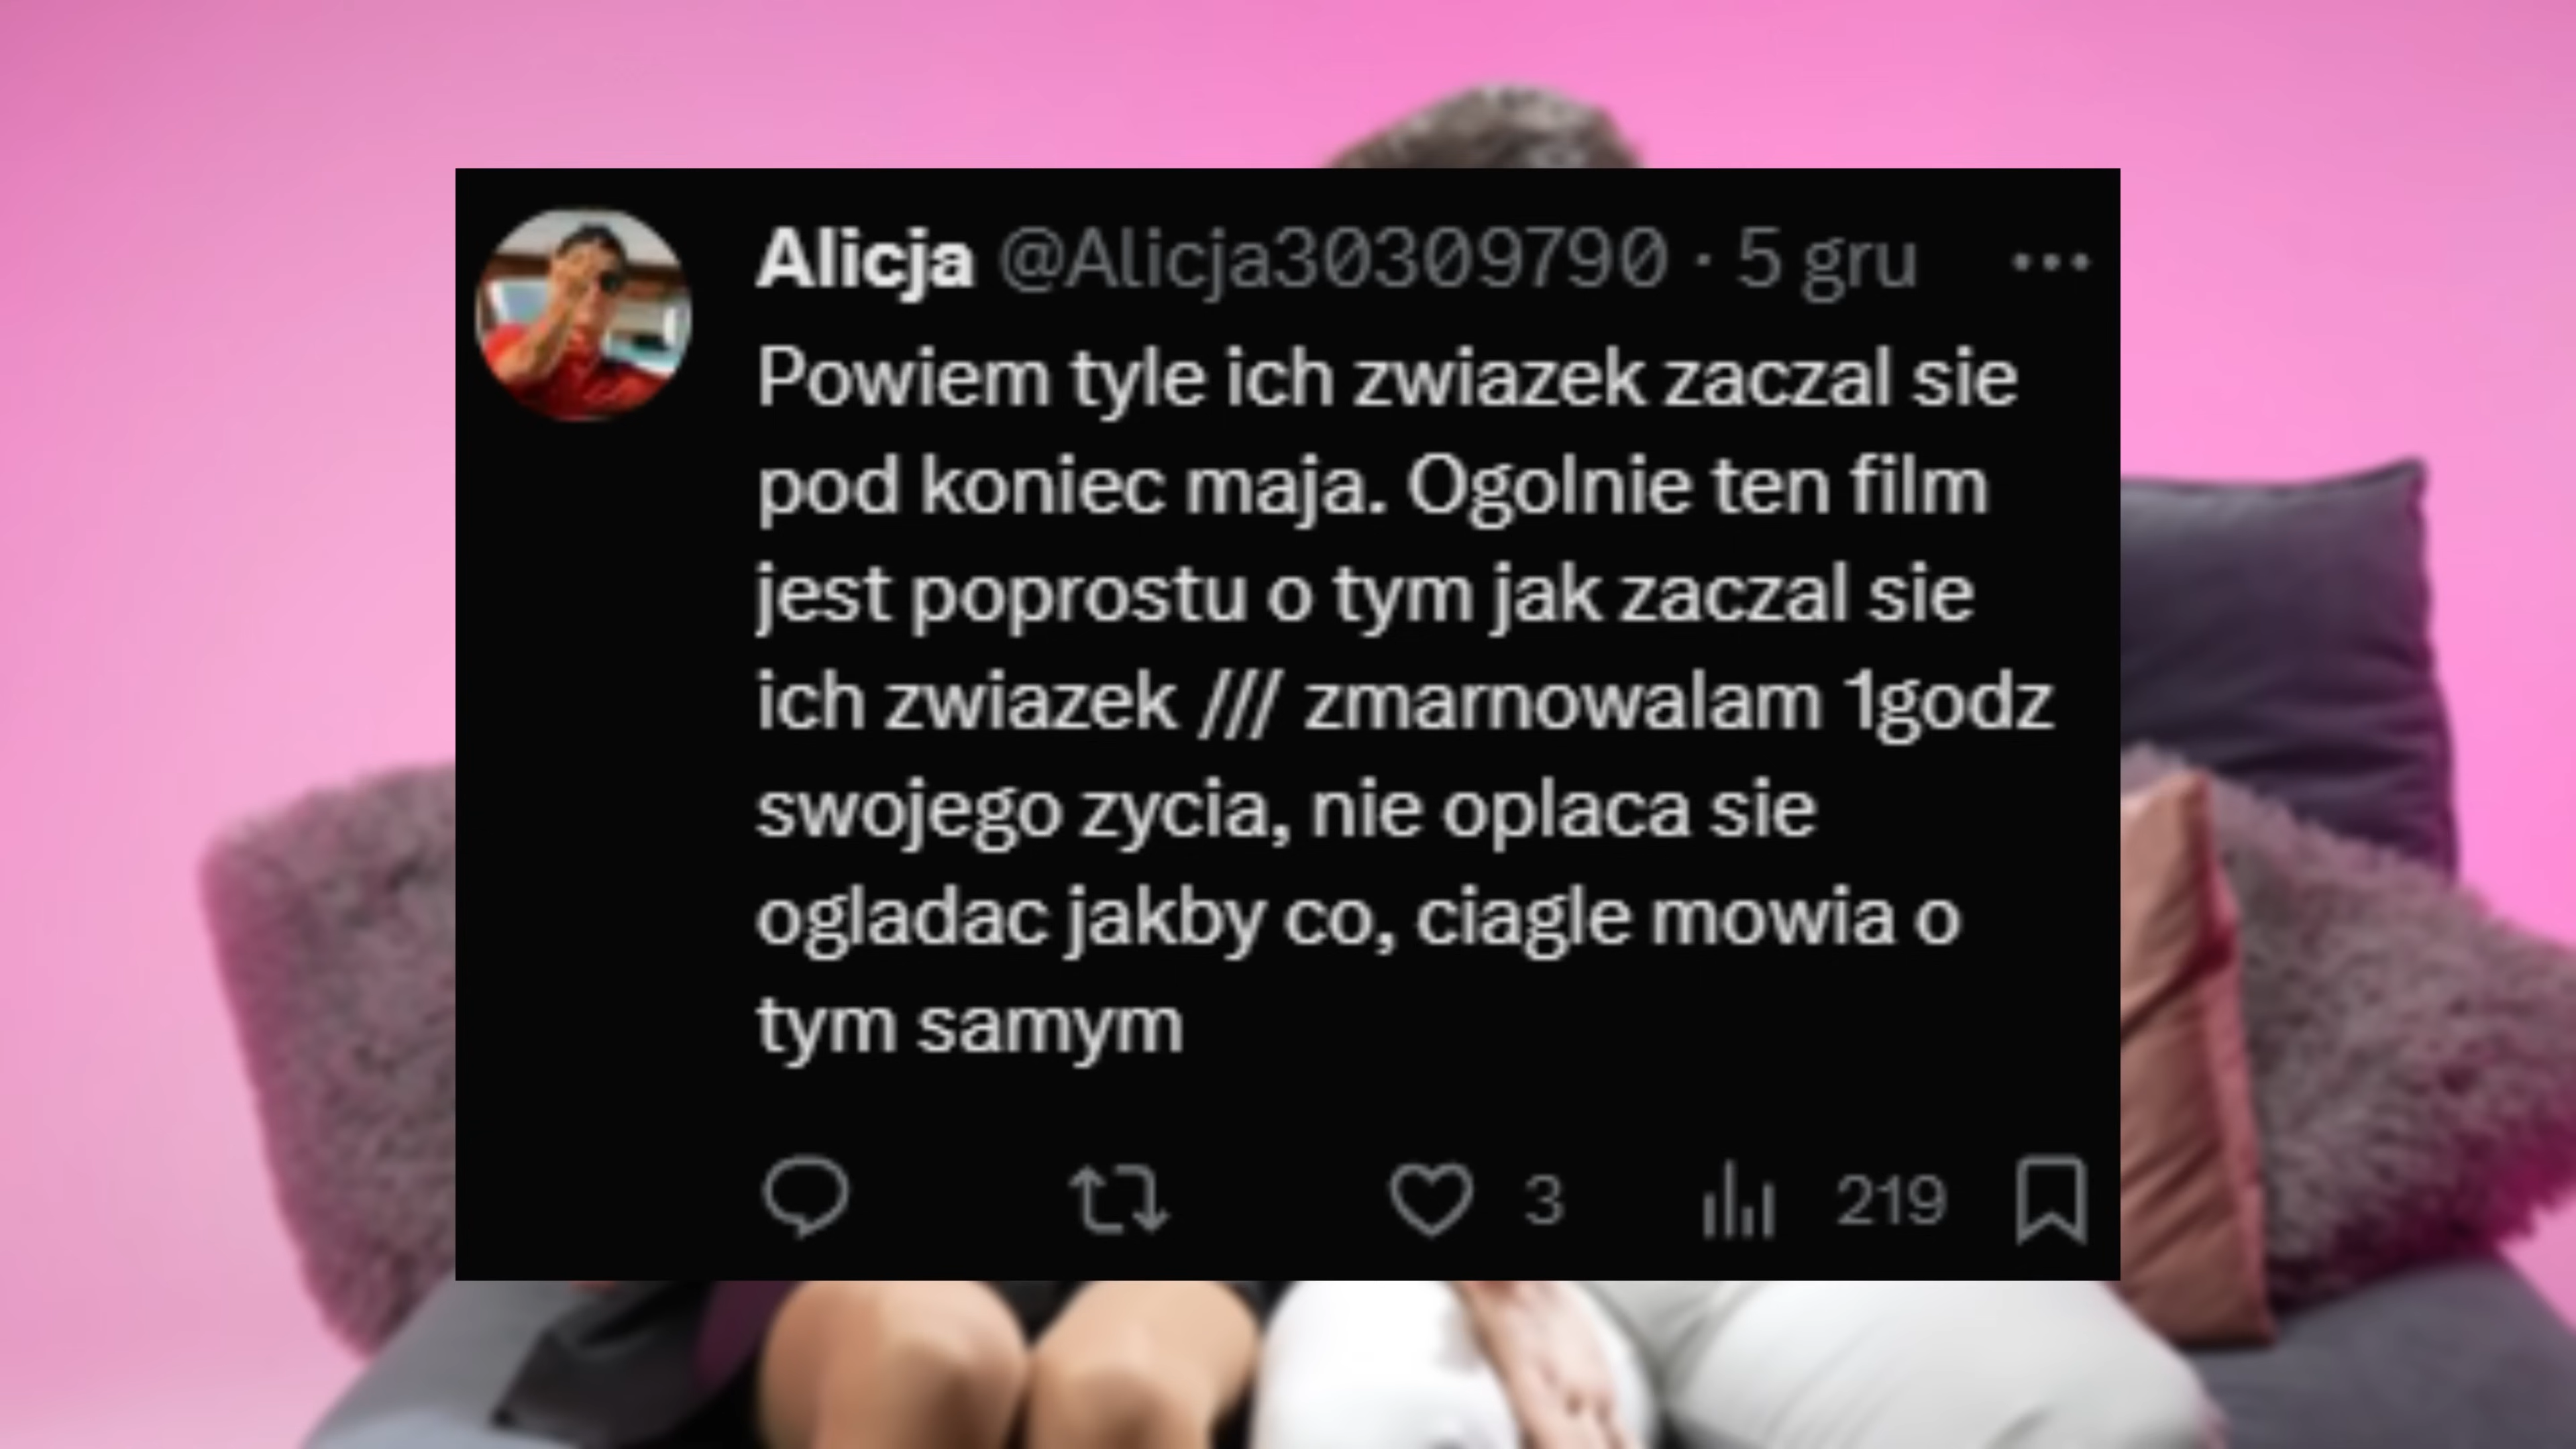 Alicja @Alicja30309790 · 5 gru
Powiem tyle ich zwiazek zaczal sie
pod koniec maja. Ogolnie ten film
jest poprostu o tym jak zaczal sie
ich zwiazek /// zmarnowalam 1godz
swojego zycia, nie oplaca sie
ogladac jakby co, ciagle mowia o
tym samym
3 219